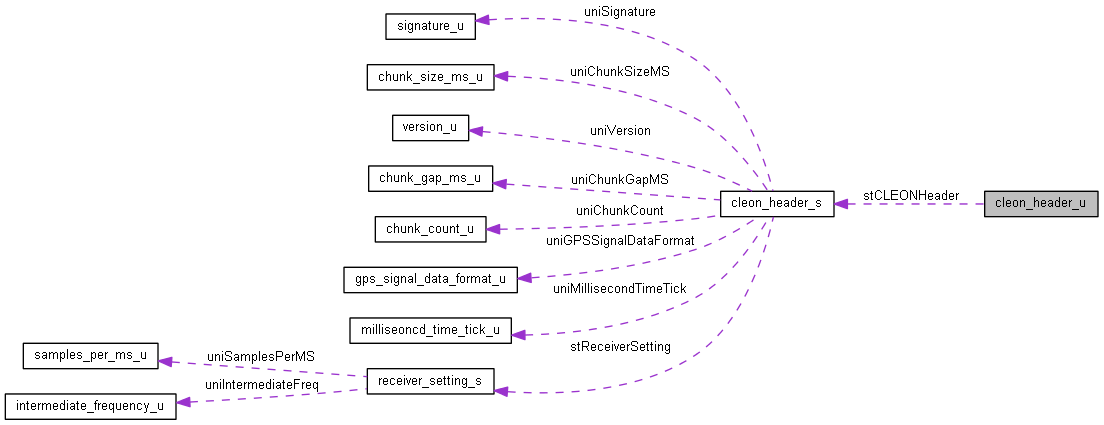 uniSignature
signature_u
uniChunkSizeMS
chunk_size_ms_u
uniVersion
version_u
uniChunkGapMS
chunk_gap_ms_u
cleon_header_s
stCLEONHeader
cleon_header_u
uniChunkCount
chunk_count_u
uniGPSSignalDataFormat
gps_signal_data_format_u
uniMillisecondTimeTick
milliseoncd_time_tick_u
stReceiverSetting
samples_per_ms_u
uniSamplesPerMS
receiver_setting_s
uniIntermediateFreq
intermediate_frequency_u